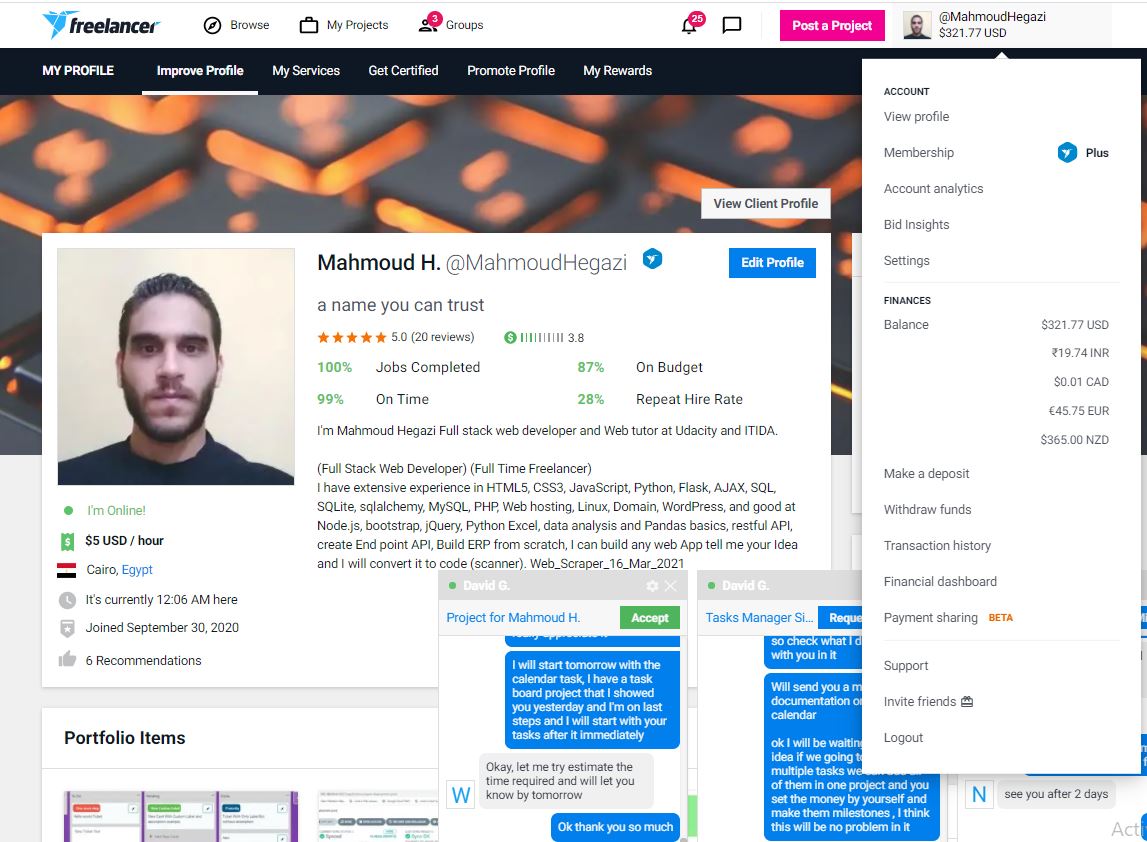 freelancer
Browse
My Projects
3
Groups
25
Post a Project
@MahmoudHegazi
$321.77 USD
MY PROFILE
Improve Profile
My Services
Get Certified
Promote Profile
My Rewards
View Client Profile
Mahmoud H. @MahmoudHegazi
Edit Profile
a name you can trust
5.0 (20 reviews)
3.8
100% Jobs Completed
87% On Budget
99% On Time
28% Repeat Hire Rate
I'm Mahmoud Hegazi Full stack web developer and Web tutor at Udacity and ITIDA.
(Full Stack Web Developer) (Full Time Freelancer)
I have extensive experience in HTML5, CSS3, JavaScript, Python, Flask, AJAX, SQL,
SQLite, sqlalchemy, MySQL, PHP, Web hosting, Linux, Domain, WordPress, and good at
Node.js, bootstrap, jQuery, Python Excel, data analysis and Pandas basics, restful API,
create End point API, Build ERP from scratch, I can build any web App tell me your Idea
and I will convert it to code (scanner). Web_Scraper_16_Mar_2021
I'm Online!
$5 USD / hour
Cairo, Egypt
It's currently 12:06 AM here
Joined September 30, 2020
6 Recommendations
Portfolio Items
ACCOUNT
View profile
Membership
Plus
Account analytics
Bid Insights
Settings
FINANCES
Balance
$321.77 USD
₹19.74 INR
$0.01 CAD
€45.75 EUR
$365.00 NZD
Make a deposit
Withdraw funds
Transaction history
Financial dashboard
Payment sharing BETA
Support
Invite friends
Logout
David G.
Project for Mahmoud H.
Accept
really appreciate it
I will start tomorrow with the
calendar task, I have a task
board project that I showed
you yesterday and I'm on last
steps and I will start with your
tasks after it immediately
Okay, let me try estimate the
time required and will let you
know by tomorrow
W
Ok thank you so much
David G.
Tasks Manager Si...
Reque
so check what I d
with you in it
Will send you a m
documentation or
calendar
ok I will be waiting
idea if we going to
multiple tasks we can use all
of them in one project and you
set the money by yourself and
make them milestones , I think
this will be no problem in it
N
see you after 2 days
Acti